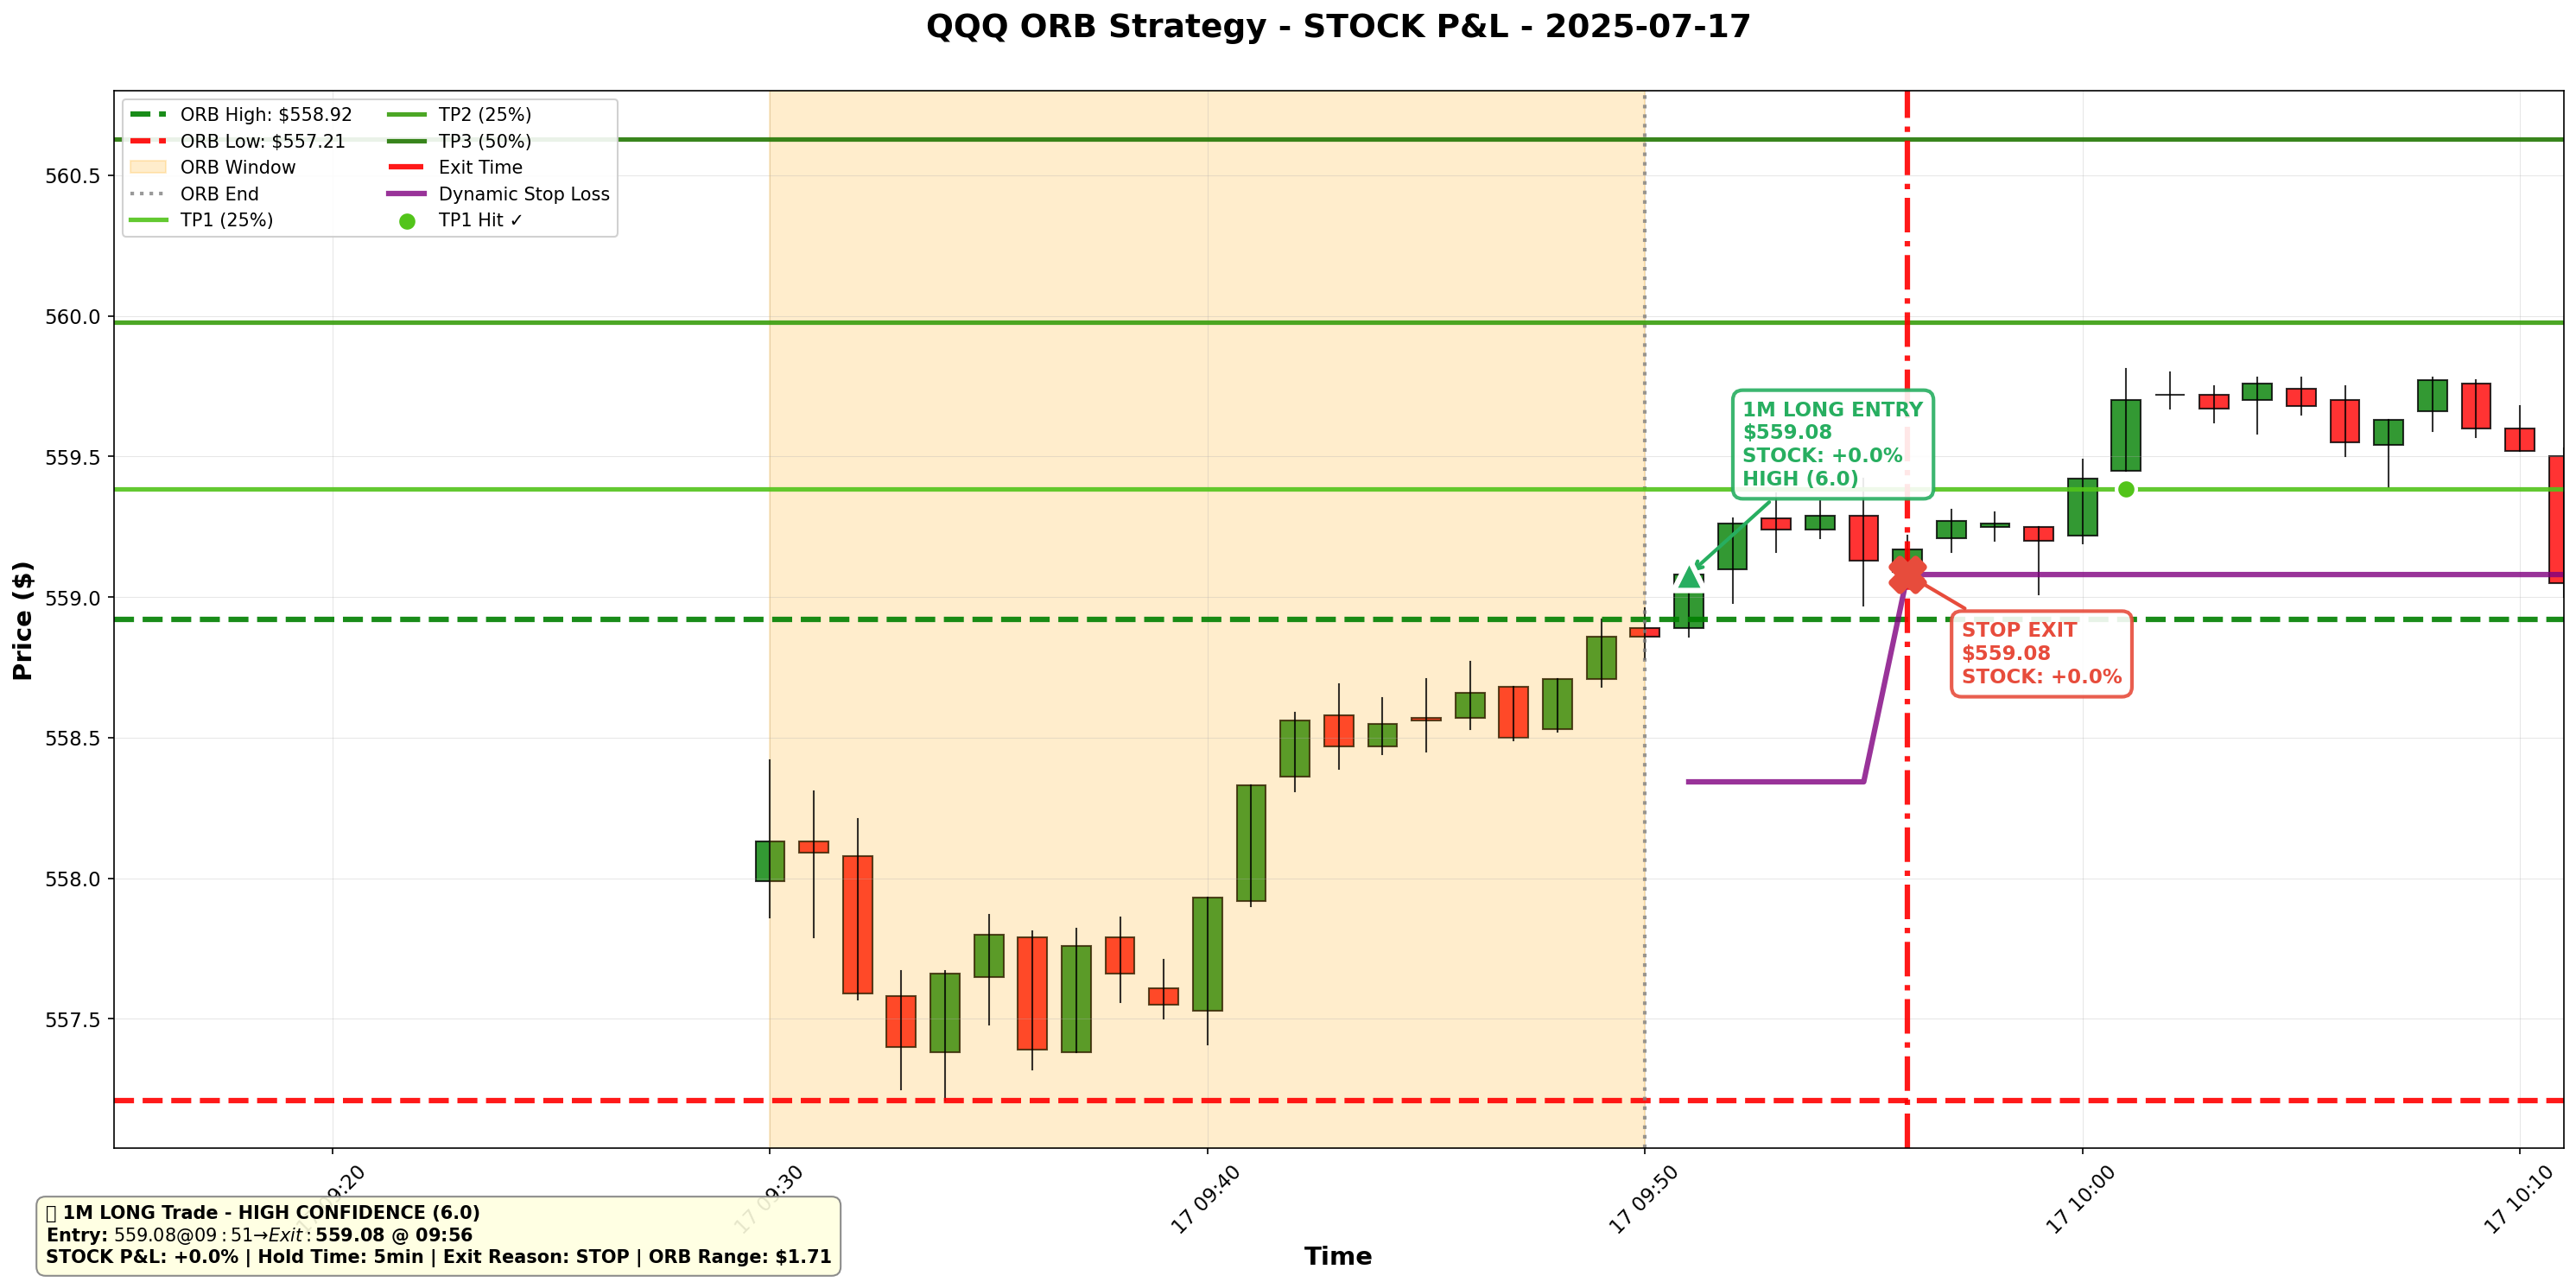 QQQ ORB Strategy - STOCK P&L - 2025-07-17
ORB High: $558.92
ORB Low: $557.21
ORB Window
ORB End
TP1 (25%)
TP2 (25%)
TP3 (50%)
Exit Time
Dynamic Stop Loss
TP1 Hit ✓
Price ($)
560.5
560.0
559.5
559.0
558.5
558.0
557.5
1M LONG ENTRY
$559.08
STOCK: +0.0%
HIGH (6.0)
STOP EXIT
$559.08
STOCK: +0.0%
17 09:20
17 09:30
17 09:40
17 09:50
17 10:00
17 10:10
Time
1M LONG Trade - HIGH CONFIDENCE (6.0)
Entry: 559.08@09:51→Exit:559.08 @ 09:56
STOCK P&L: +0.0% | Hold Time: 5min | Exit Reason: STOP | ORB Range: $1.71